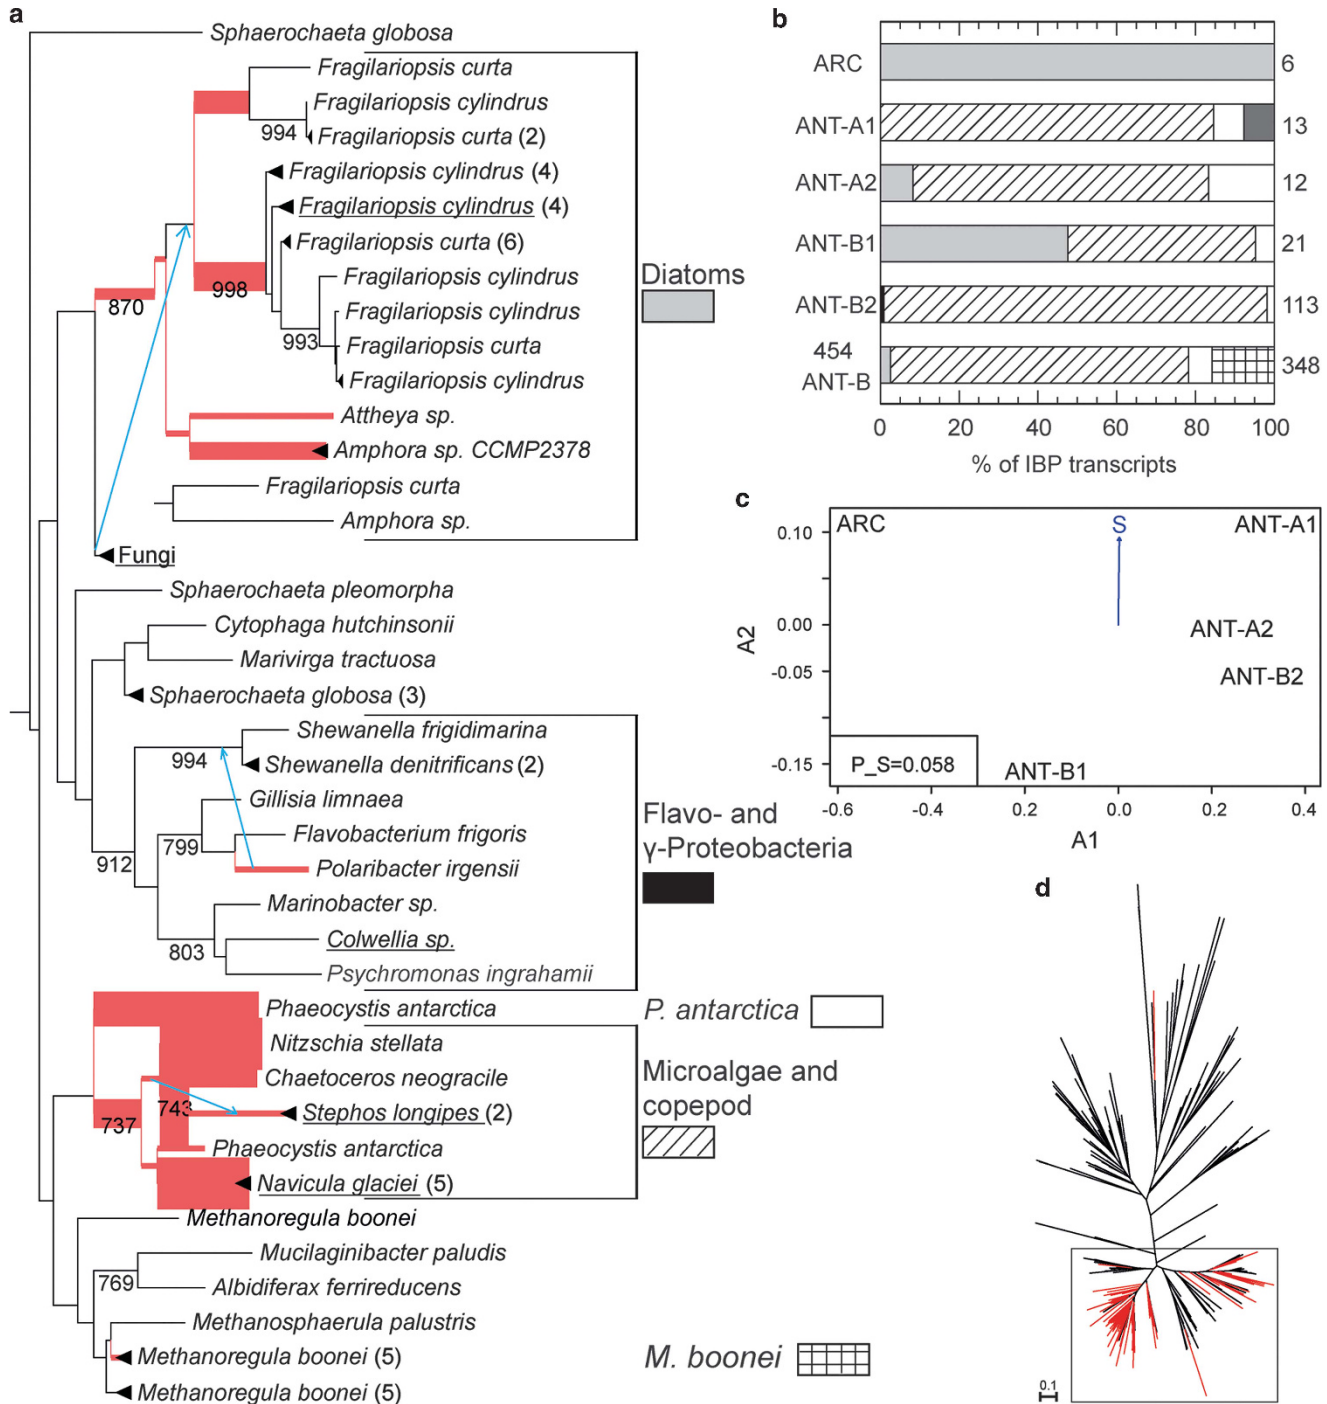 a
Sphaerochaeta globosa
Fragilariopsis curta
Fragilariopsis cylindrus
994
Fragilariopsis curta (2)
Fragilariopsis cylindrus (4)
Fragilariopsis cylindrus (4)
Fragilariopsis curta (6)
998
Fragilariopsis cylindrus
870
Fragilariopsis cylindrus
993
Fragilariopsis curta
Fragilariopsis cylindrus
Attheya sp.
Amphora sp. CCMP2378
Fragilariopsis curta
Amphora sp.
Fungi
Sphaerochaeta pleomorpha
Cytophaga hutchinsonii
Marivirga tractuosa
Sphaerochaeta globosa (3)
Shewanella frigidimarina
994
Shewanella denitrificans (2)
Gillisia limnaea
799
Flavobacterium frigoris
912
Polaribacter irgensii
Marinobacter sp.
803
Colwellia sp.
Psychromonas ingrahamii
Phaeocystis antarctica
Nitzschia stellata
Chaetoceros neogracile
743
Stephos longipes (2)
737
Phaeocystis antarctica
Navicula glaciei (5)
Methanoregula boonei
Mucilaginibacter paludis
769
Albidiferax ferrireducens
Methanosphaerula palustris
Methanoregula boonei (5)
Methanoregula boonei (5)
Diatoms
Flavo- and
γ-Proteobacteria
P. antarctica
Microalgae and
copepod
M. boonei
b
ARC
6
ANT-A1
13
ANT-A2
12
ANT-B1
21
ANT-B2
113
454
ANT-B
348
0 20 40 60 80 100
% of IBP transcripts
c
ARC
S
ANT-A1
ANT-A2
ANT-B2
ANT-B1
P_S=0.058
0.10
0.00
-0.05
-0.15
A2
-0.6 -0.4 0.2 0.0 0.2 0.4
A1
d
0.1